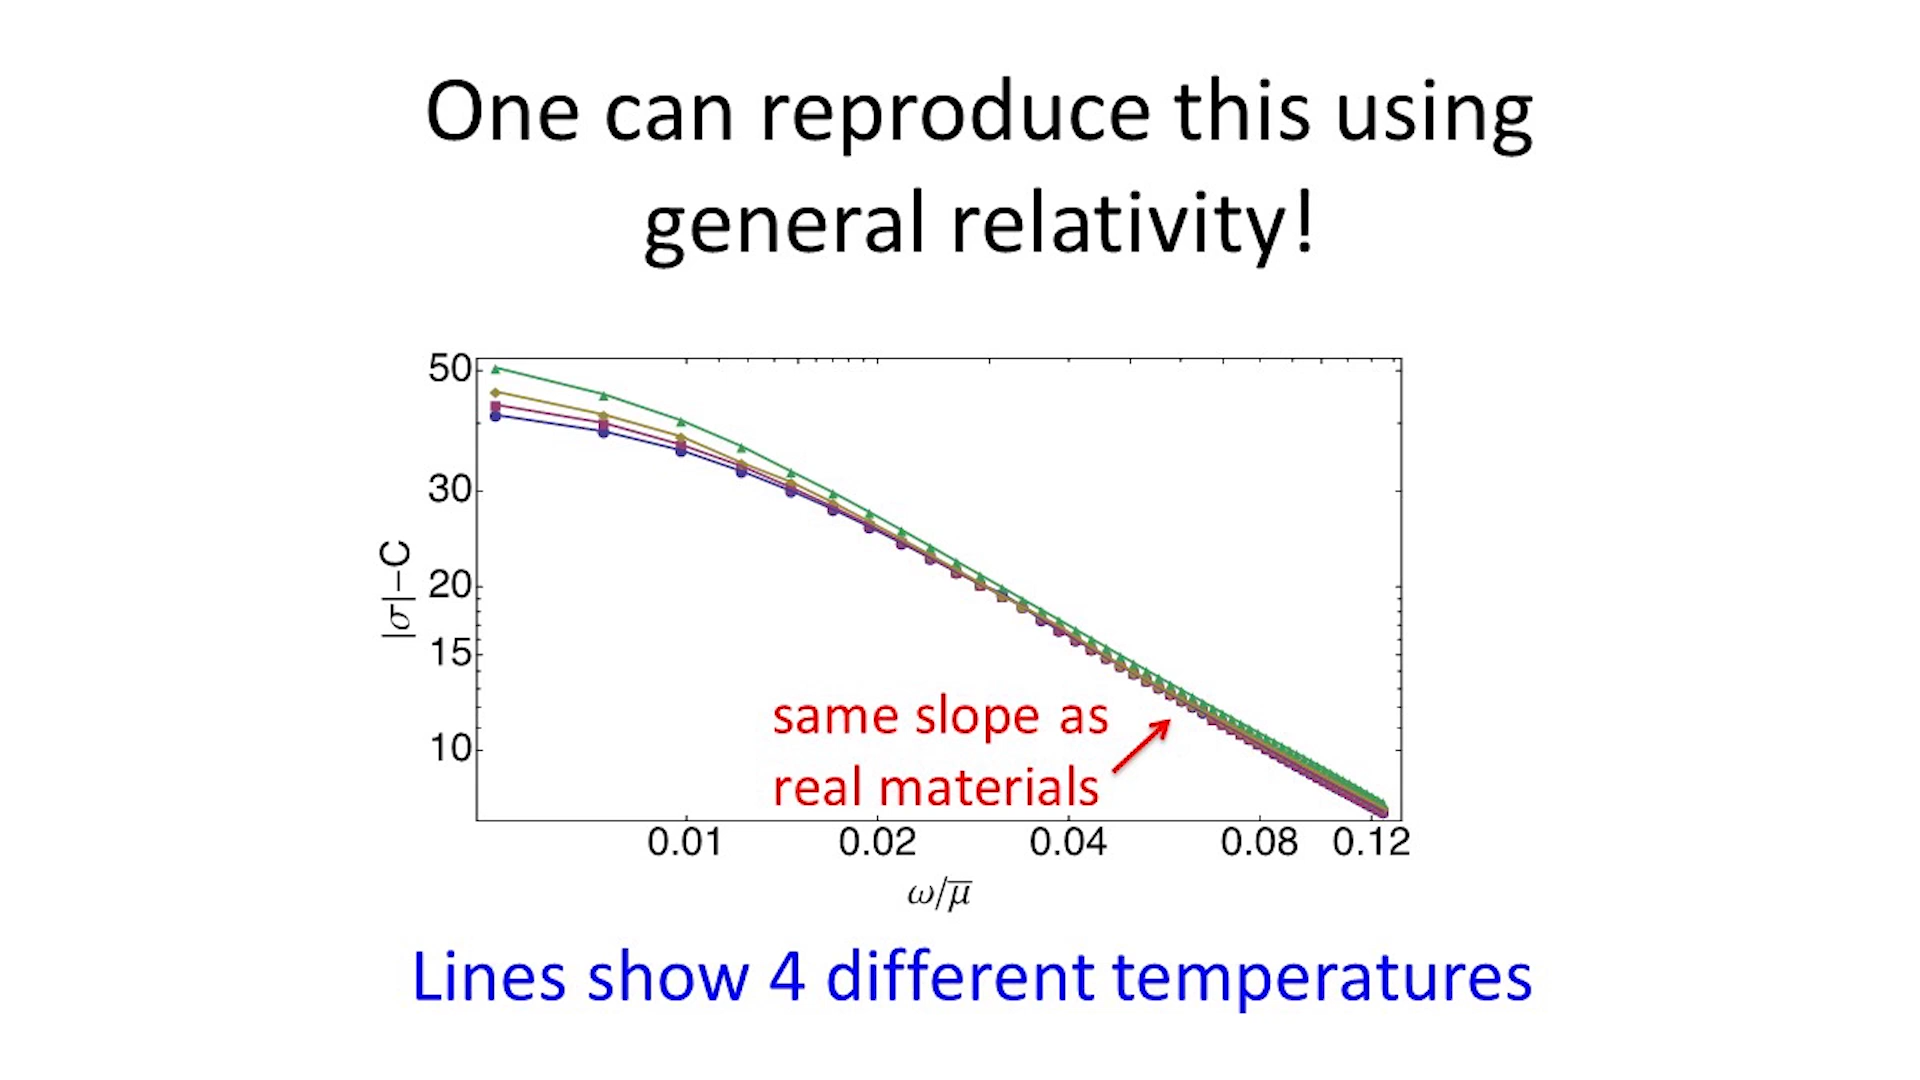 One can reproduce this using
general relativity!
50
30
20
15
10
|σ|−C
same slope as
real materials
0.01 0.02 0.04 0.08 0.12
ω/μ̅
Lines show 4 different temperatures